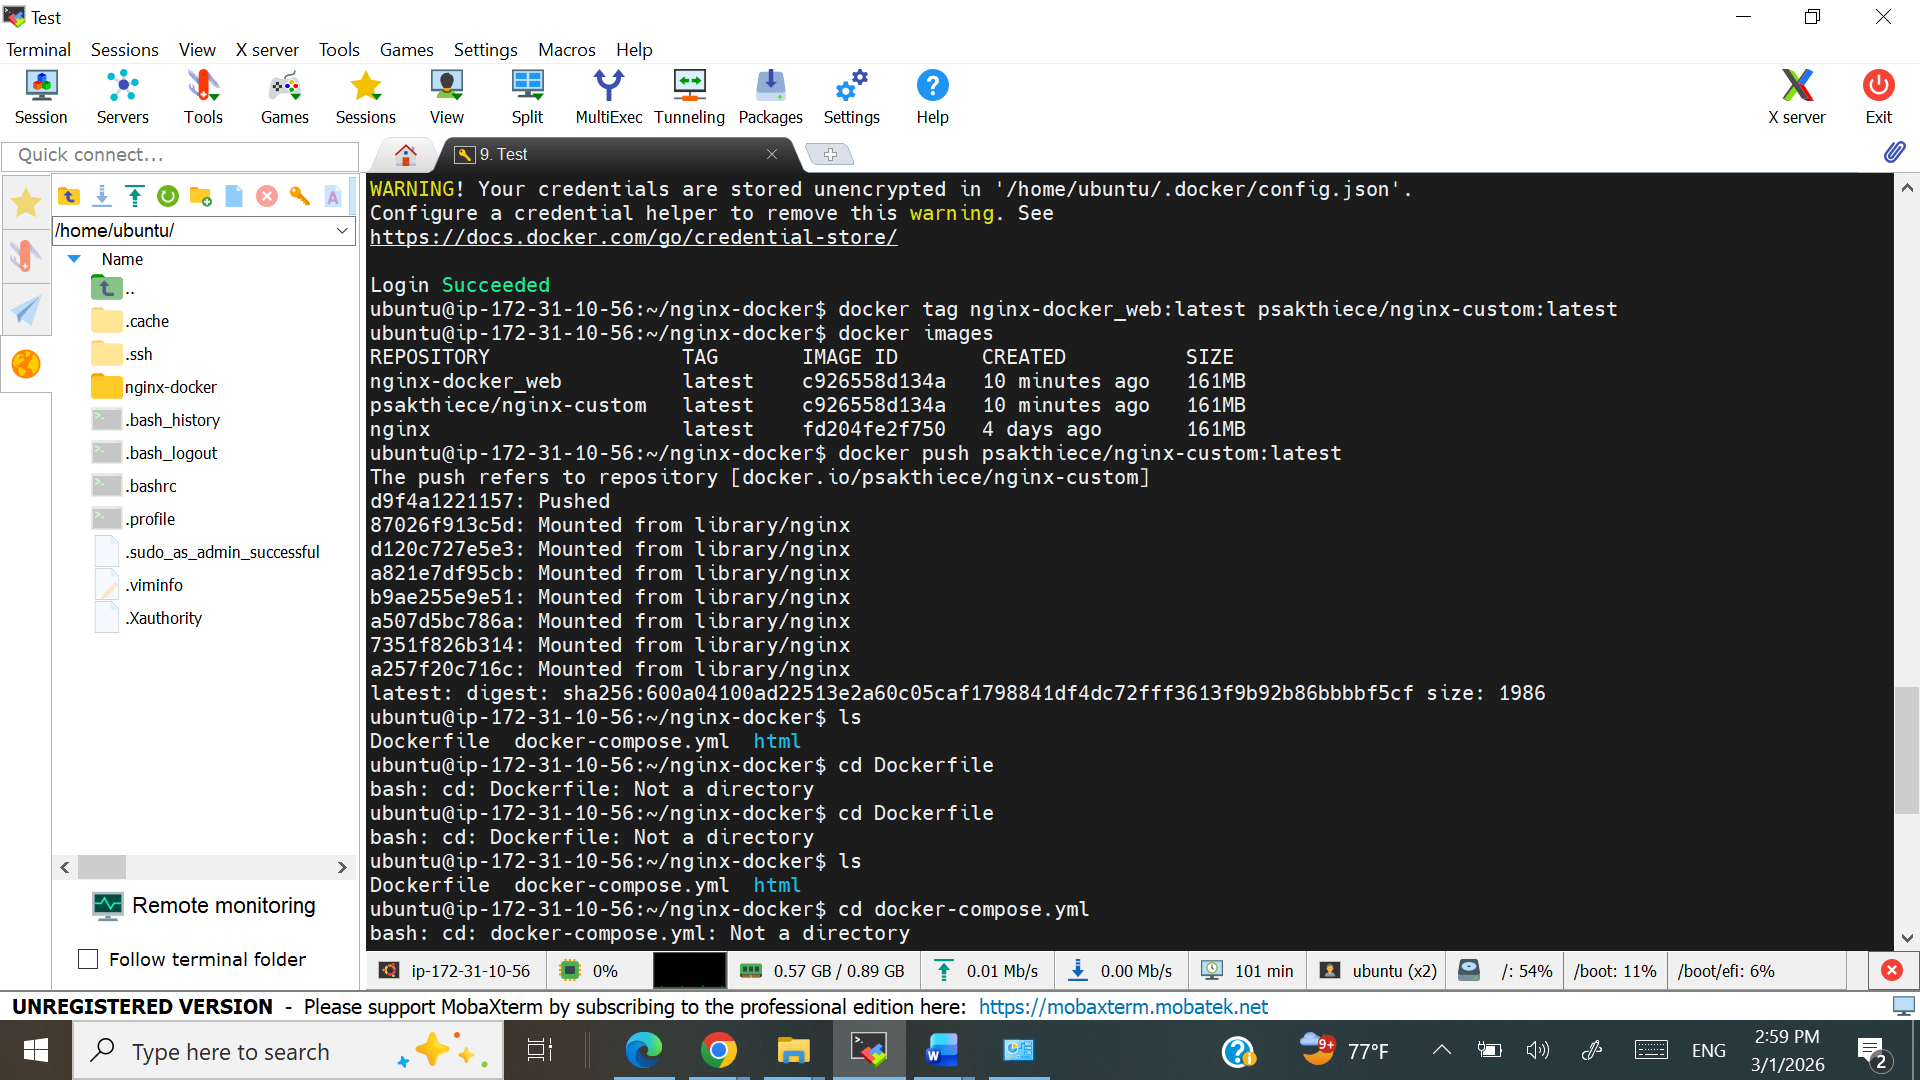 Test
Terminal Sessions View X server Tools Games Settings Macros Help
Session Servers Tools Games Sessions View Split MultiExec Tunneling Packages Settings Help X server Exit
Quick connect...
9. Test
/home/ubuntu/
Name
..
.cache
.ssh
nginx-docker
.bash_history
.bash_logout
.bashrc
.profile
.sudo_as_admin_successful
.viminfo
.Xauthority
Remote monitoring
Follow terminal folder
WARNING! Your credentials are stored unencrypted in '/home/ubuntu/.docker/config.json'.
Configure a credential helper to remove this warning. See
https://docs.docker.com/go/credential-store/
Login Succeeded
ubuntu@ip-172-31-10-56:~/nginx-docker$ docker tag nginx-docker_web:latest psakthiece/nginx-custom:latest
ubuntu@ip-172-31-10-56:~/nginx-docker$ docker images
REPOSITORY TAG IMAGE ID CREATED SIZE
nginx-docker_web latest c926558d134a 10 minutes ago 161MB
psakthiece/nginx-custom latest c926558d134a 10 minutes ago 161MB
nginx latest fd204fe2f750 4 days ago 161MB
ubuntu@ip-172-31-10-56:~/nginx-docker$ docker push psakthiece/nginx-custom:latest
The push refers to repository [docker.io/psakthiece/nginx-custom]
d9f4a1221157: Pushed
87026f913c5d: Mounted from library/nginx
d120c727e5e3: Mounted from library/nginx
a821e7df95cb: Mounted from library/nginx
b9ae255e9e51: Mounted from library/nginx
a507d5bc786a: Mounted from library/nginx
7351f826b314: Mounted from library/nginx
a257f20c716c: Mounted from library/nginx
latest: digest: sha256:600a04100ad22513e2a60c05caf1798841df4dc72fff3613f9b92b86bbbbf5cf size: 1986
ubuntu@ip-172-31-10-56:~/nginx-docker$ ls
Dockerfile docker-compose.yml html
ubuntu@ip-172-31-10-56:~/nginx-docker$ cd Dockerfile
bash: cd: Dockerfile: Not a directory
ubuntu@ip-172-31-10-56:~/nginx-docker$ cd Dockerfile
bash: cd: Dockerfile: Not a directory
ubuntu@ip-172-31-10-56:~/nginx-docker$ ls
Dockerfile docker-compose.yml html
ubuntu@ip-172-31-10-56:~/nginx-docker$ cd docker-compose.yml
bash: cd: docker-compose.yml: Not a directory
ip-172-31-10-56 0% 0.57 GB / 0.89 GB 0.01 Mb/s 0.00 Mb/s 101 min ubuntu (x2) /: 54% /boot: 11% /boot/efi: 6%
UNREGISTERED VERSION - Please support MobaXterm by subscribing to the professional edition here: https://mobaxterm.mobatek.net
Type here to search
9+
77°F
ENG
2:59 PM
3/1/2026
2